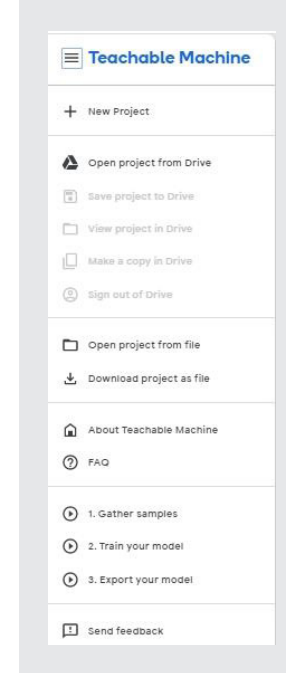 Teachable Machine
New Project
Open project from Drive
Save project to Drive
View project in Drive
Make a copy in Drive
Sign out of Drive
Open project from file
Download project as file
About Teachable Machine
FAQ
1. Gather samples
2. Train your model
3. Export your model
Send feedback